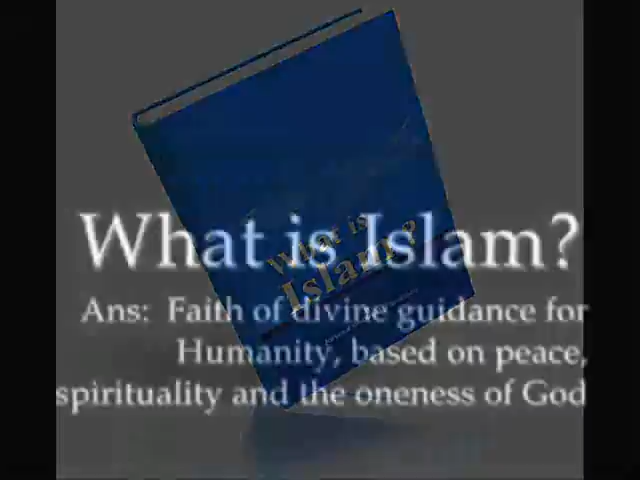 What is Islam?
What is
Islam?
Ans: Faith of divine guidance for
Humanity, based on peace,
spirituality and the oneness of God